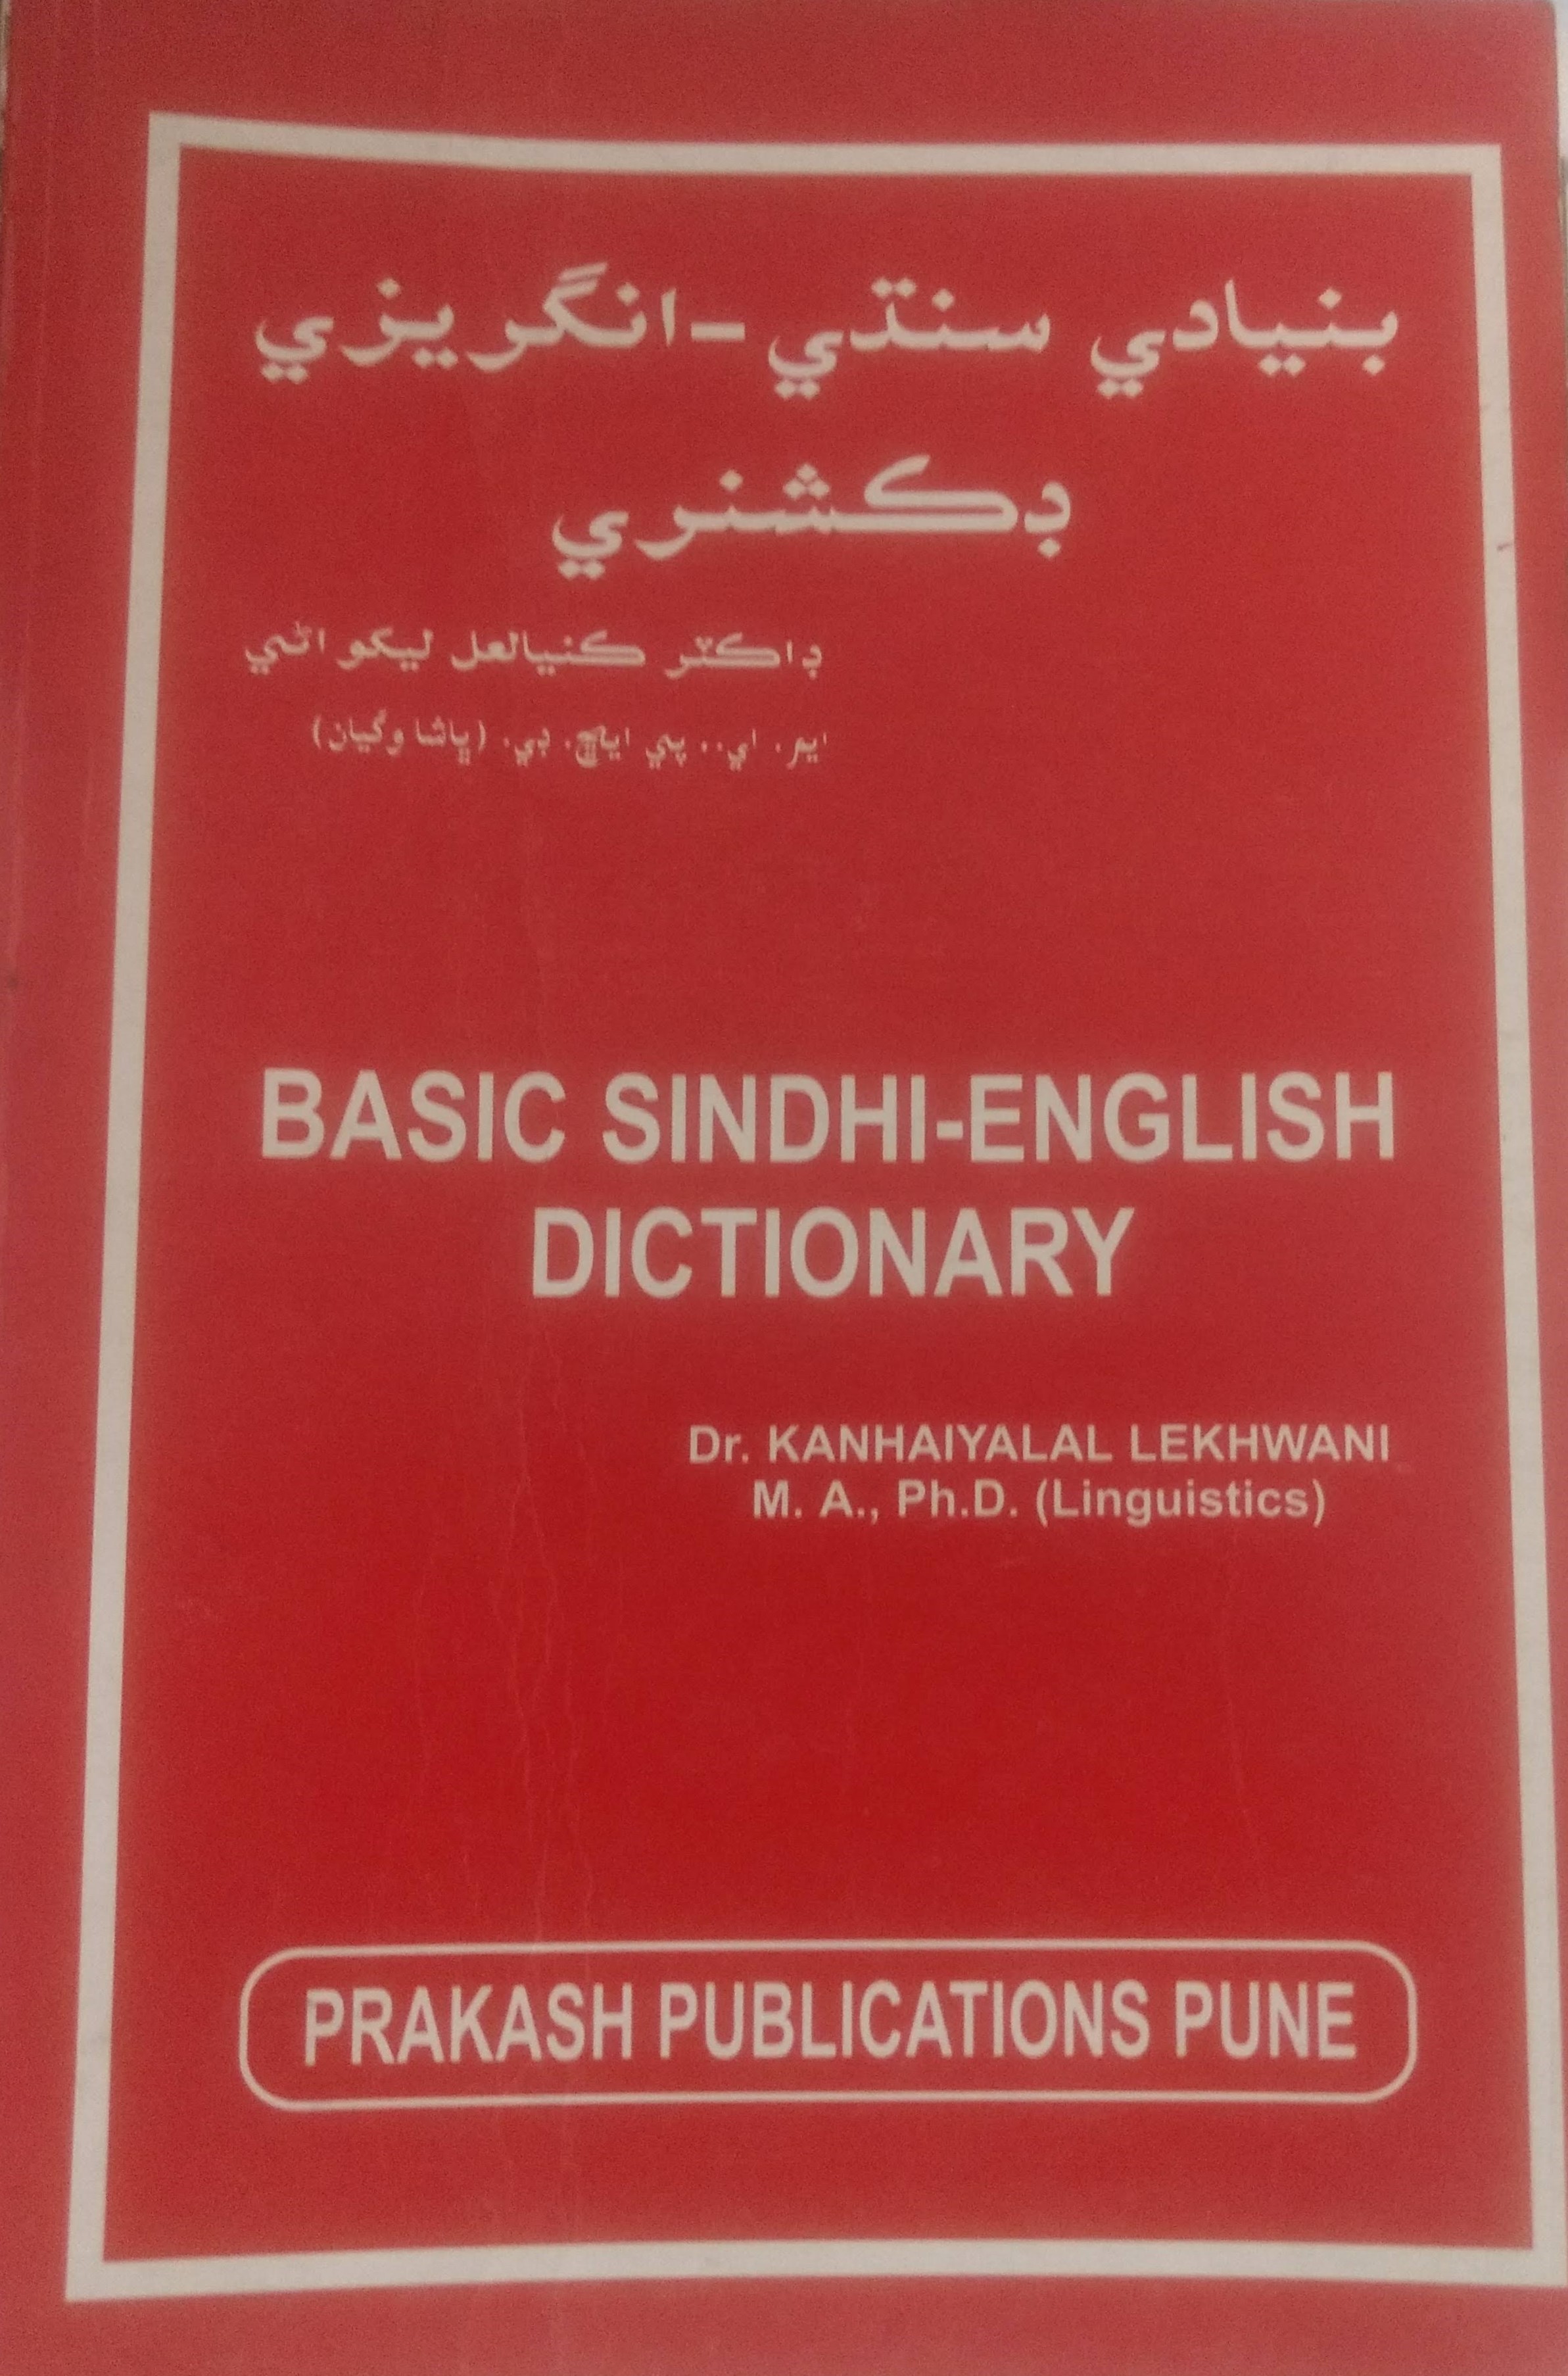 بنيادي سنڌي-انگريزي
ڊڪشنري
ڊاڪٽر ڪنيالعل ليکواڻي
ايم. اي.. پي ايڇ. ڊي. (ڀاشا وگيان)
BASIC SINDHI-ENGLISH
DICTIONARY
Dr. KANHAIYALAL LEKHWANI
M. A., Ph.D. (Linguistics)
PRAKASH PUBLICATIONS PUNE